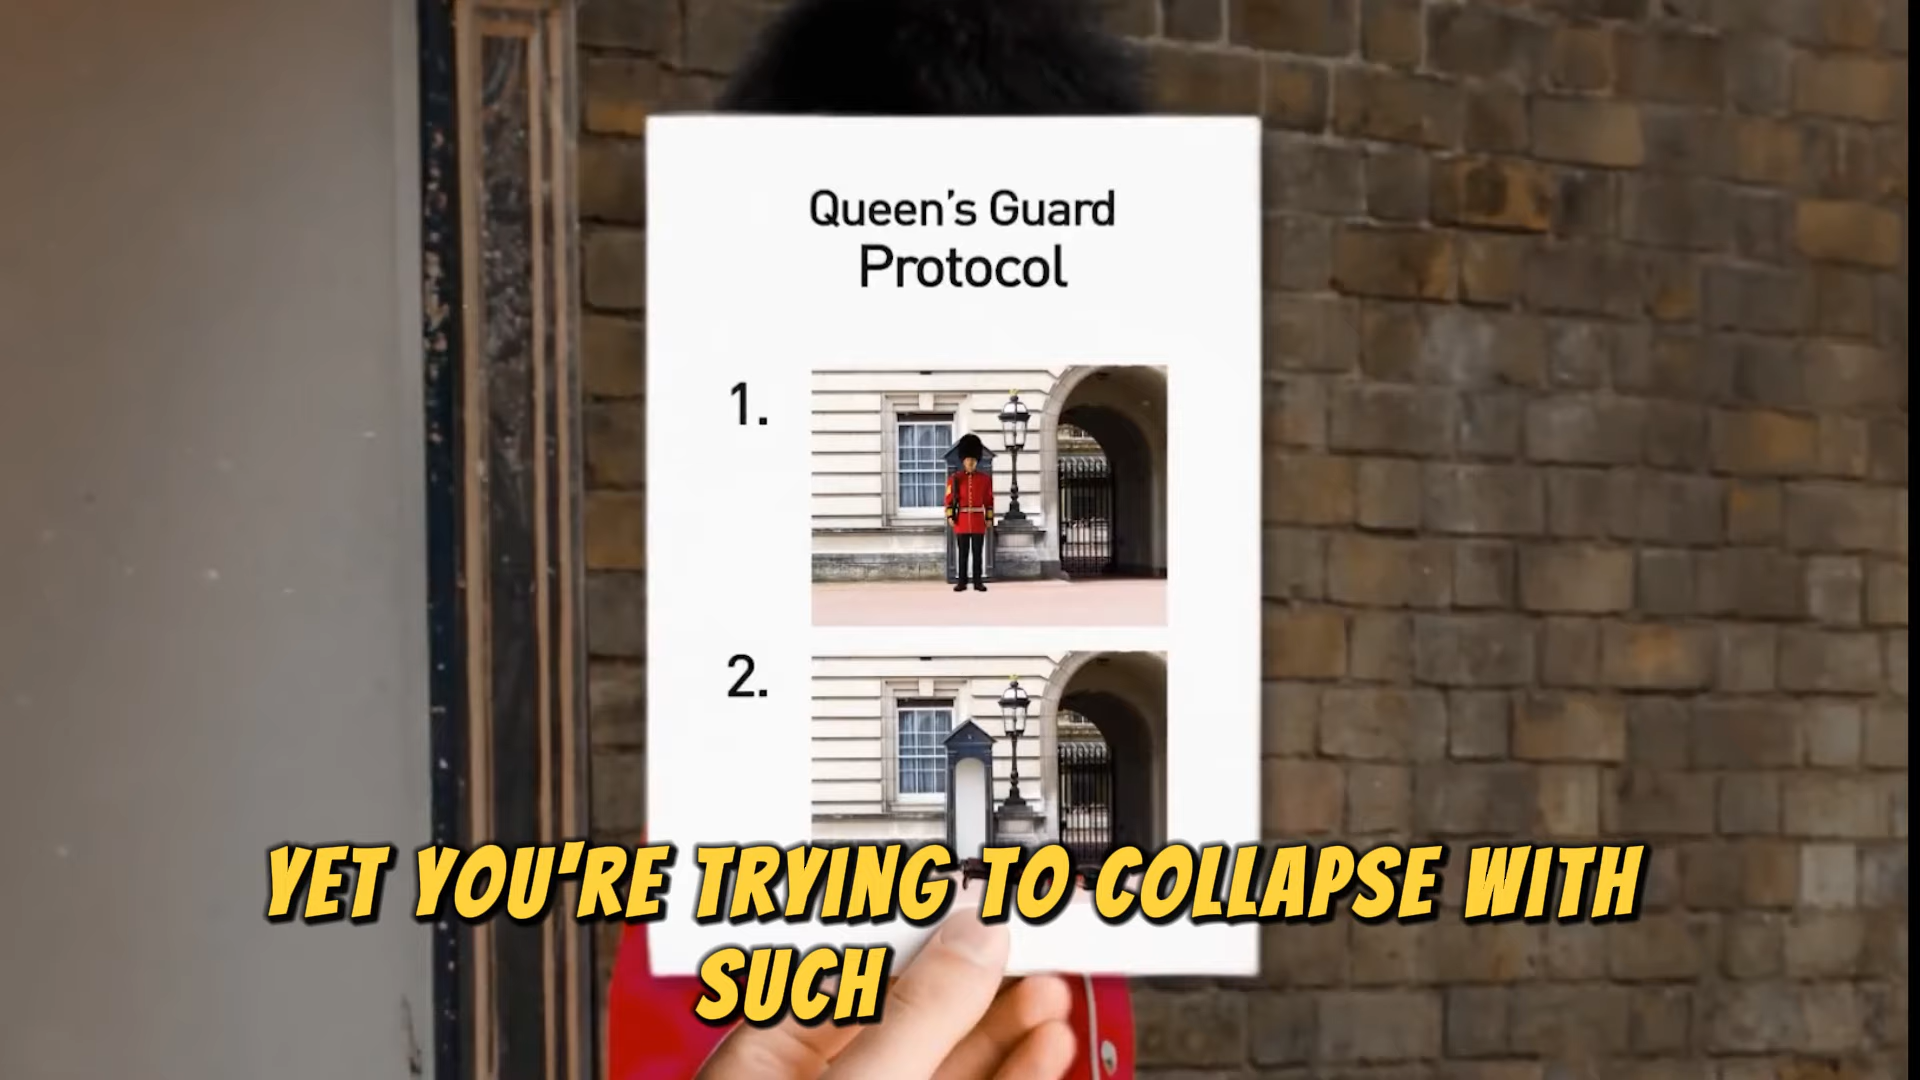 Queen's Guard
Protocol
1.
2.
YET YOU'RE TRYING TO COLLAPSE WITH
SUCH